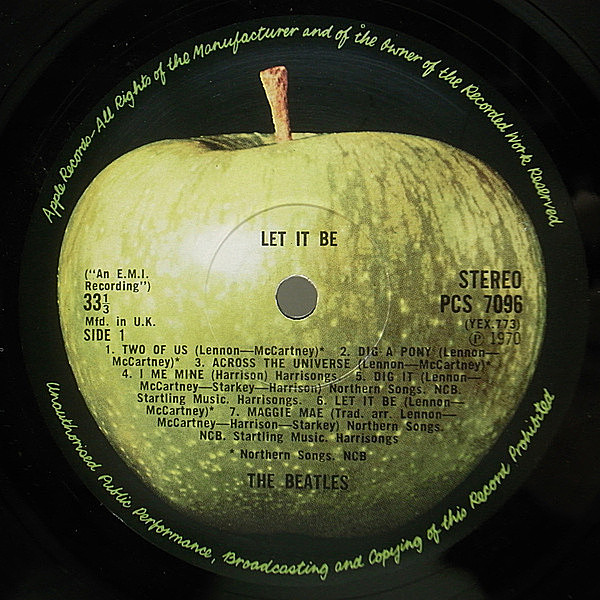 Apple Records-All Rights of the Manufacturer and of the Owner of the Recorded Work Reserved
LET IT BE
("An E.M.I.
Recording")
33⅓
Mfd. in U.K.
SIDE 1
STEREO
PCS 7096
(YEX.773)
℗ 1970
1. TWO OF US (Lennon—McCartney)* 2. DIG A PONY (Lennon—
McCartney)* 3. ACROSS THE UNIVERSE (Lennon—McCartney)*
4. I ME MINE (Harrison) Harrisongs. 5. DIG IT (Lennon—
McCartney—Starkey—Harrison) Northern Songs. NCB.
Startling Music. Harrisongs. 6. LET IT BE (Lennon—
McCartney)* 7. MAGGIE MAE (Trad. arr. Lennon—
McCartney—Harrison—Starkey) Northern Songs.
NCB. Startling Music. Harrisongs
* Northern Songs. NCB
THE BEATLES
Unauthorised Public Performance, Broadcasting and Copying of this Record Prohibited